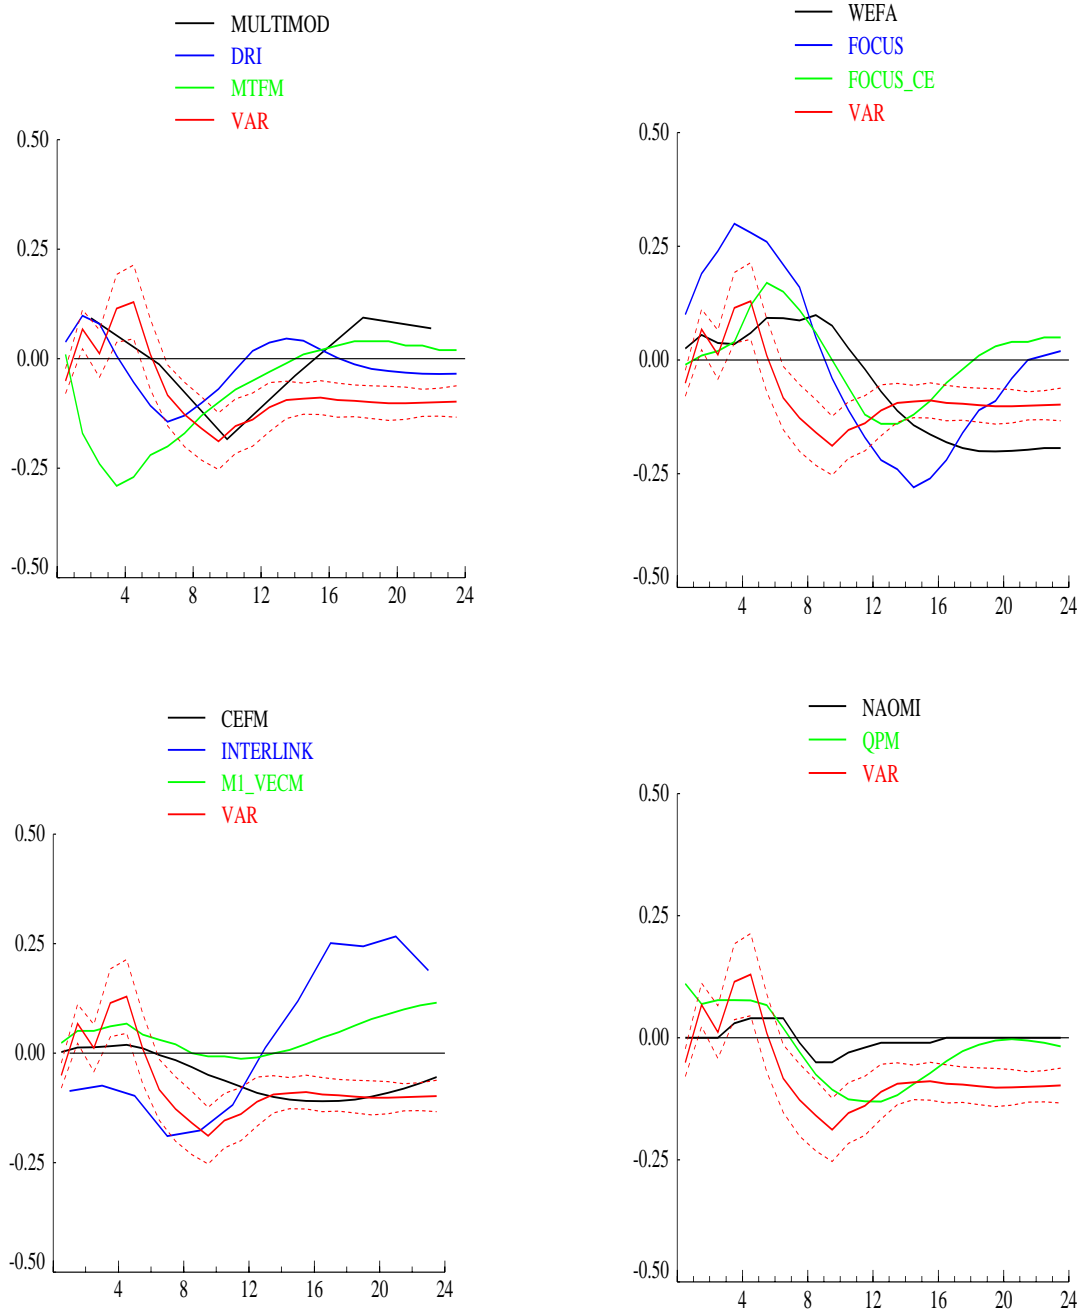 MULTIMOD
DRI
MTFM
VAR
0.50
0.25
0.00
-0.25
-0.50
4 8 12 16 20 24
WEFA
FOCUS
FOCUS_CE
VAR
0.50
0.25
0.00
-0.25
-0.50
4 8 12 16 20 24
CEFM
INTERLINK
M1_VECM
VAR
0.50
0.25
0.00
-0.25
-0.50
4 8 12 16 20 24
NAOMI
QPM
VAR
0.50
0.25
0.00
-0.25
-0.50
4 8 12 16 20 24